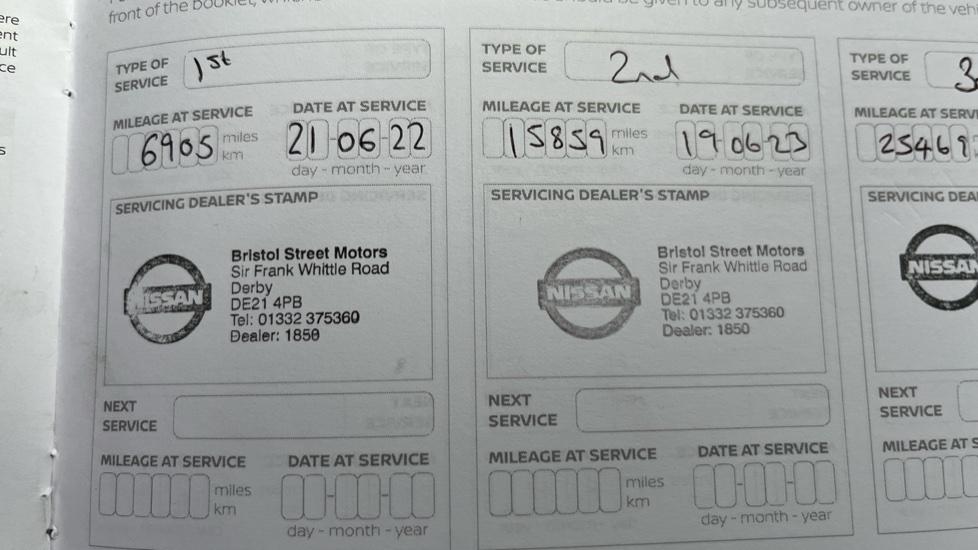 ere
ent
ult
ce
s
front of the booklet,
to any subsequent owner of the
TYPE OF
SERVICE
1st
MILEAGE AT SERVICE
DATE AT SERVICE
6905
miles
km
21-06-22
day - month - year
SERVICING DEALER'S STAMP
NISSAN
Bristol Street Motors
Sir Frank Whittle Road
Derby
DE21 4PB
Tel: 01332 375360
Dealer: 1850
NEXT
SERVICE
MILEAGE AT SERVICE
DATE AT SERVICE
miles
km
day - month - year
TYPE OF
SERVICE
2nd
MILEAGE AT SERVICE
DATE AT SERVICE
15859
miles
km
19-06-23
day - month - year
SERVICING DEALER'S STAMP
NISSAN
Bristol Street Motors
Sir Frank Whittle Road
Derby
DE21 4PB
Tel: 01332 375360
Dealer: 1850
NEXT
SERVICE
MILEAGE AT SERVICE
DATE AT SERVICE
miles
km
day - month - year
TYPE OF
SERVICE
3
MILEAGE AT SERVI
25469
SERVICING DEA
NISSAN
NEXT
SERVICE
MILEAGE AT S